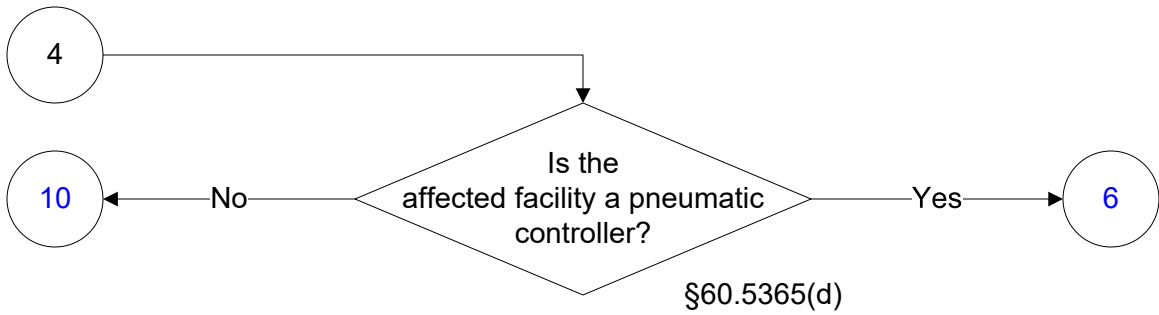 4
Is the
affected facility a pneumatic
controller?
10
No
Yes
6
§60.5365(d)